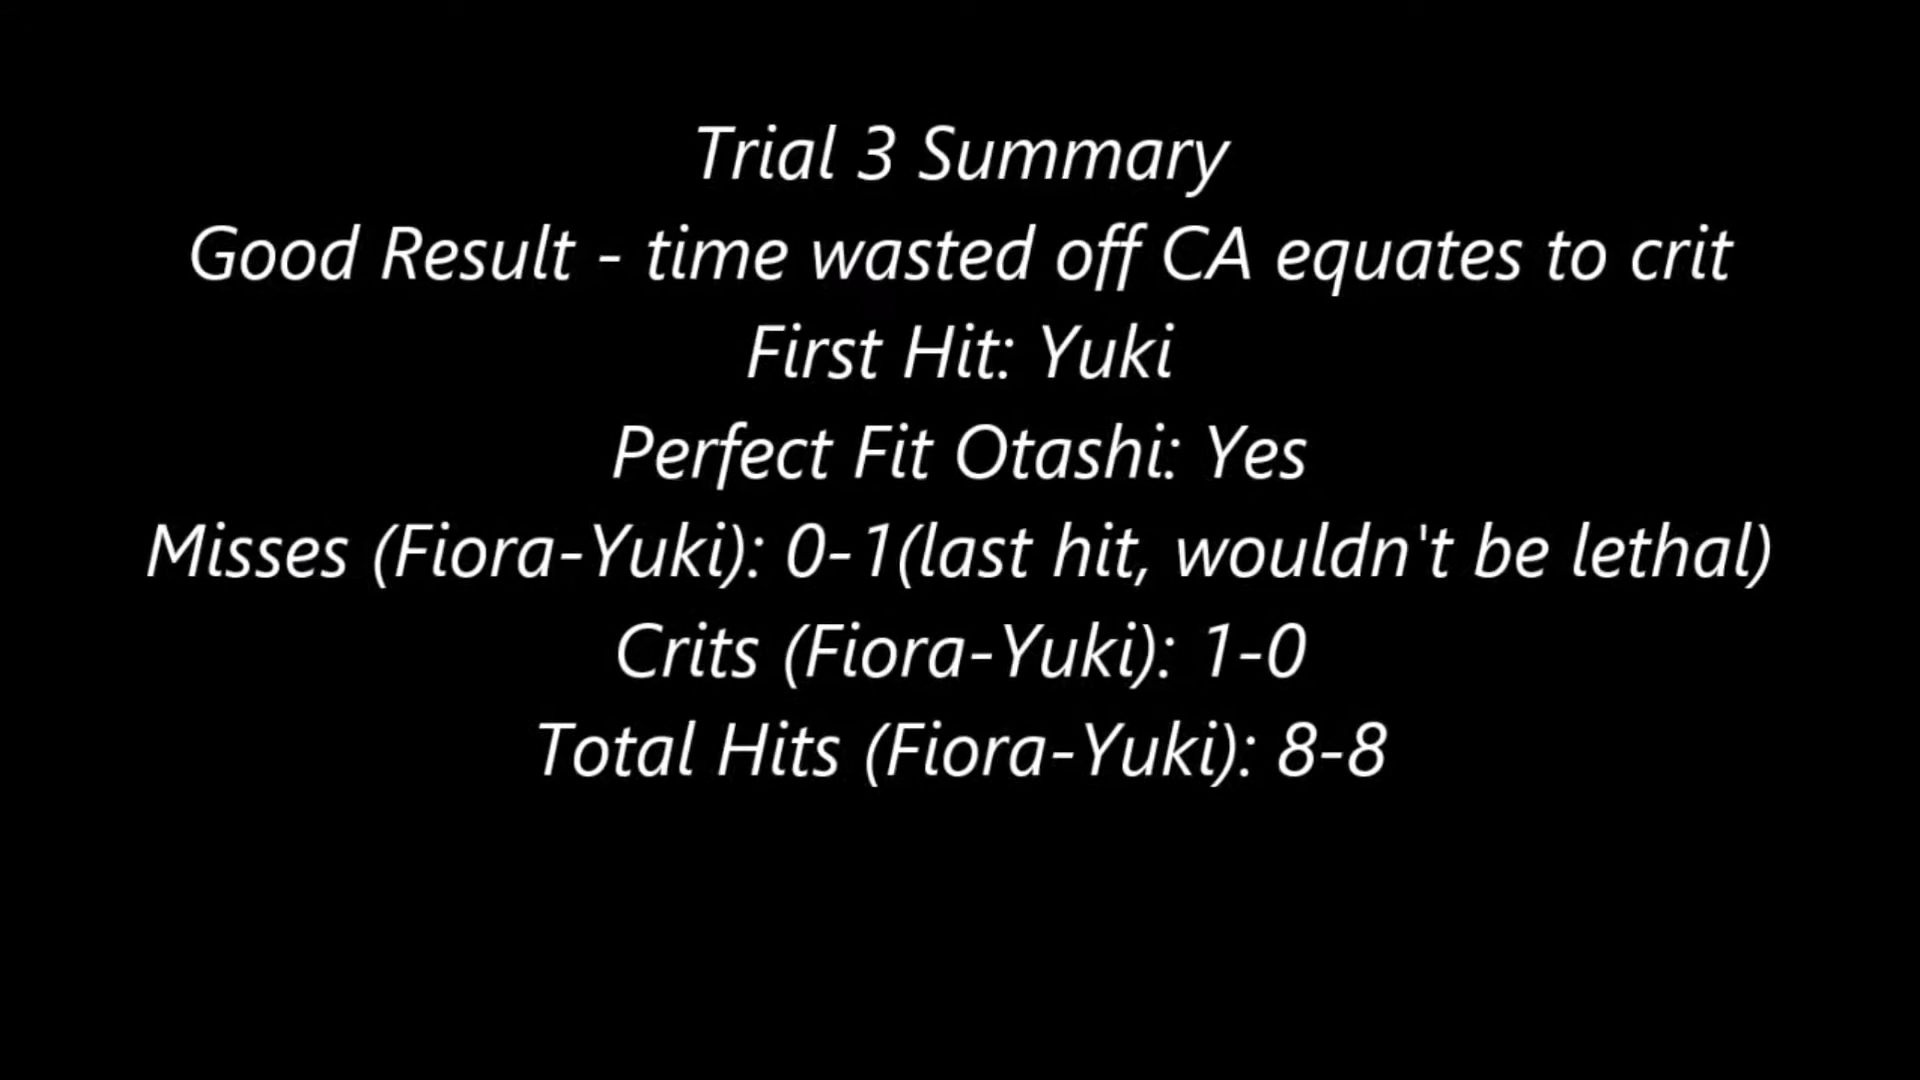 Trial 3 Summary
Good Result - time wasted off CA equates to crit
First Hit: Yuki
Perfect Fit Otashi: Yes
Misses (Fiora-Yuki): 0-1(last hit, wouldn't be lethal)
Crits (Fiora-Yuki): 1-0
Total Hits (Fiora-Yuki): 8-8